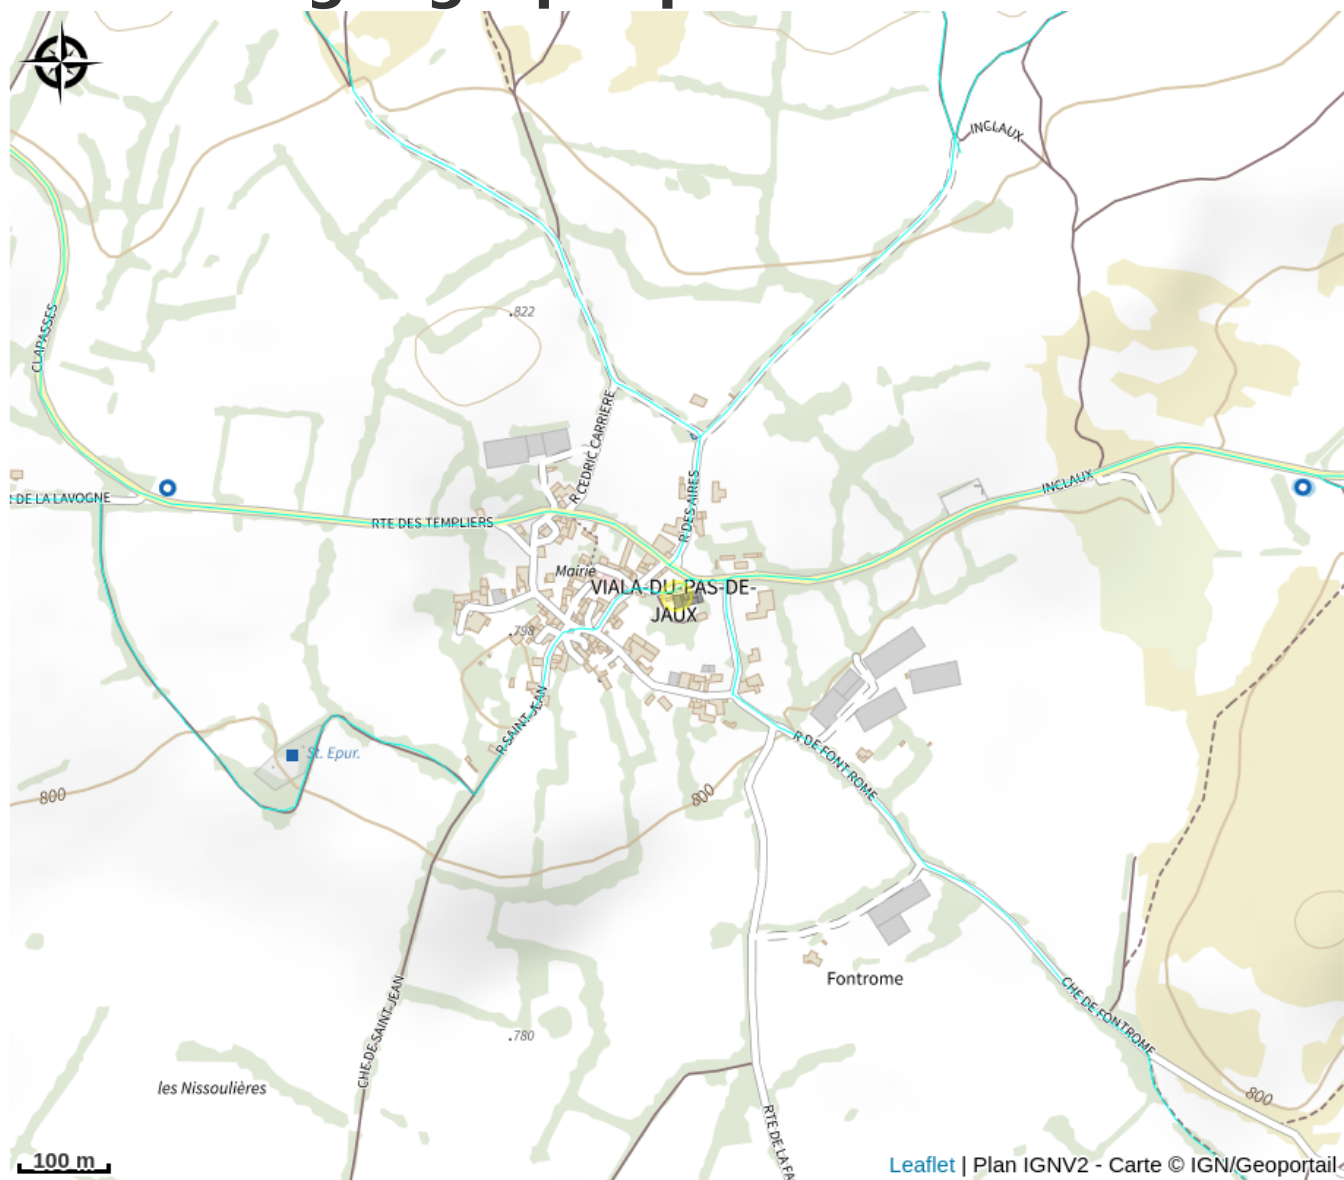 INCLAUX
.822
CLAPASSES
R CEDRIC CARRIERE
R DES AIRES
INCLAUX
DE LA LAVOGNE
RTE DES TEMPLIERS
Mairie
VIALA-DU-PAS-DE-
JAUX
.798
R SAINT-JEAN
St. Epur.
R DE FONT ROME
800
800
Fontrome
CHE DE SAINT-JEAN
CHE DE FONTROME
.780
les Nissoulières
800
RTE DE LA FA
100 m
Leaflet | Plan IGNV2 - Carte © IGN/Geoportail